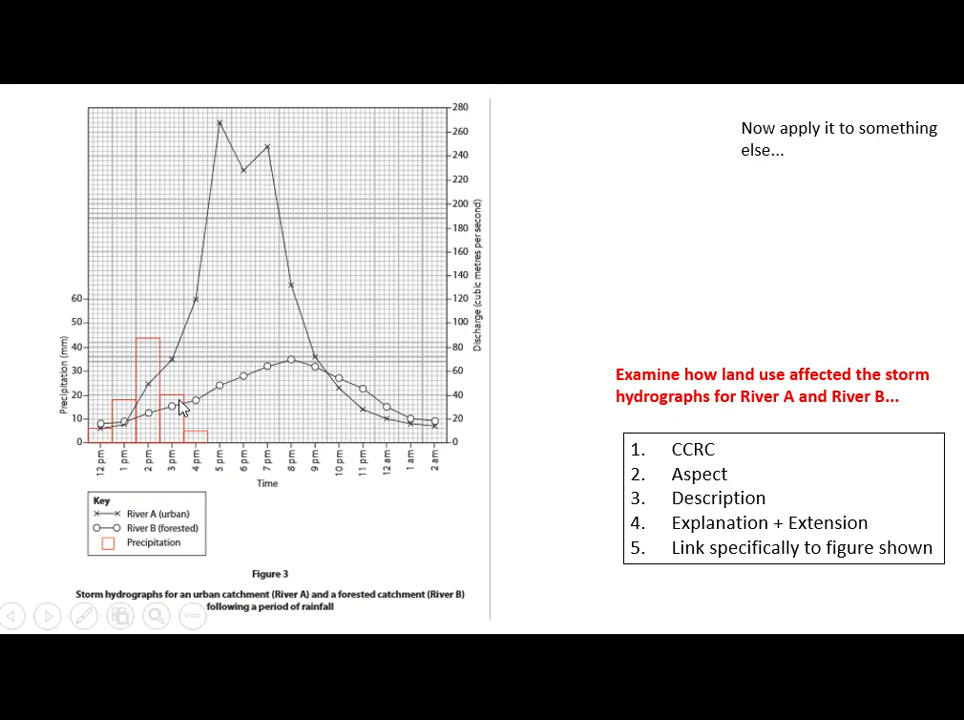 280
260
240
220
200
180
160
140
120
100
80
60
40
20
0
Discharge (cubic metres per second)
60
50
40
30
20
10
0
Precipitation (mm)
12 pm
1 pm
2 pm
3 pm
4 pm
5 pm
6 pm
7 pm
8 pm
9 pm
10 pm
11 pm
12 am
1 am
2 am
Time
Key
River A (urban)
River B (forested)
Precipitation
Figure 3
Storm hydrographs for an urban catchment (River A) and a forested catchment (River B)
following a period of rainfall
Now apply it to something
else...
Examine how land use affected the storm
hydrographs for River A and River B...
1. CCRC
2. Aspect
3. Description
4. Explanation + Extension
5. Link specifically to figure shown